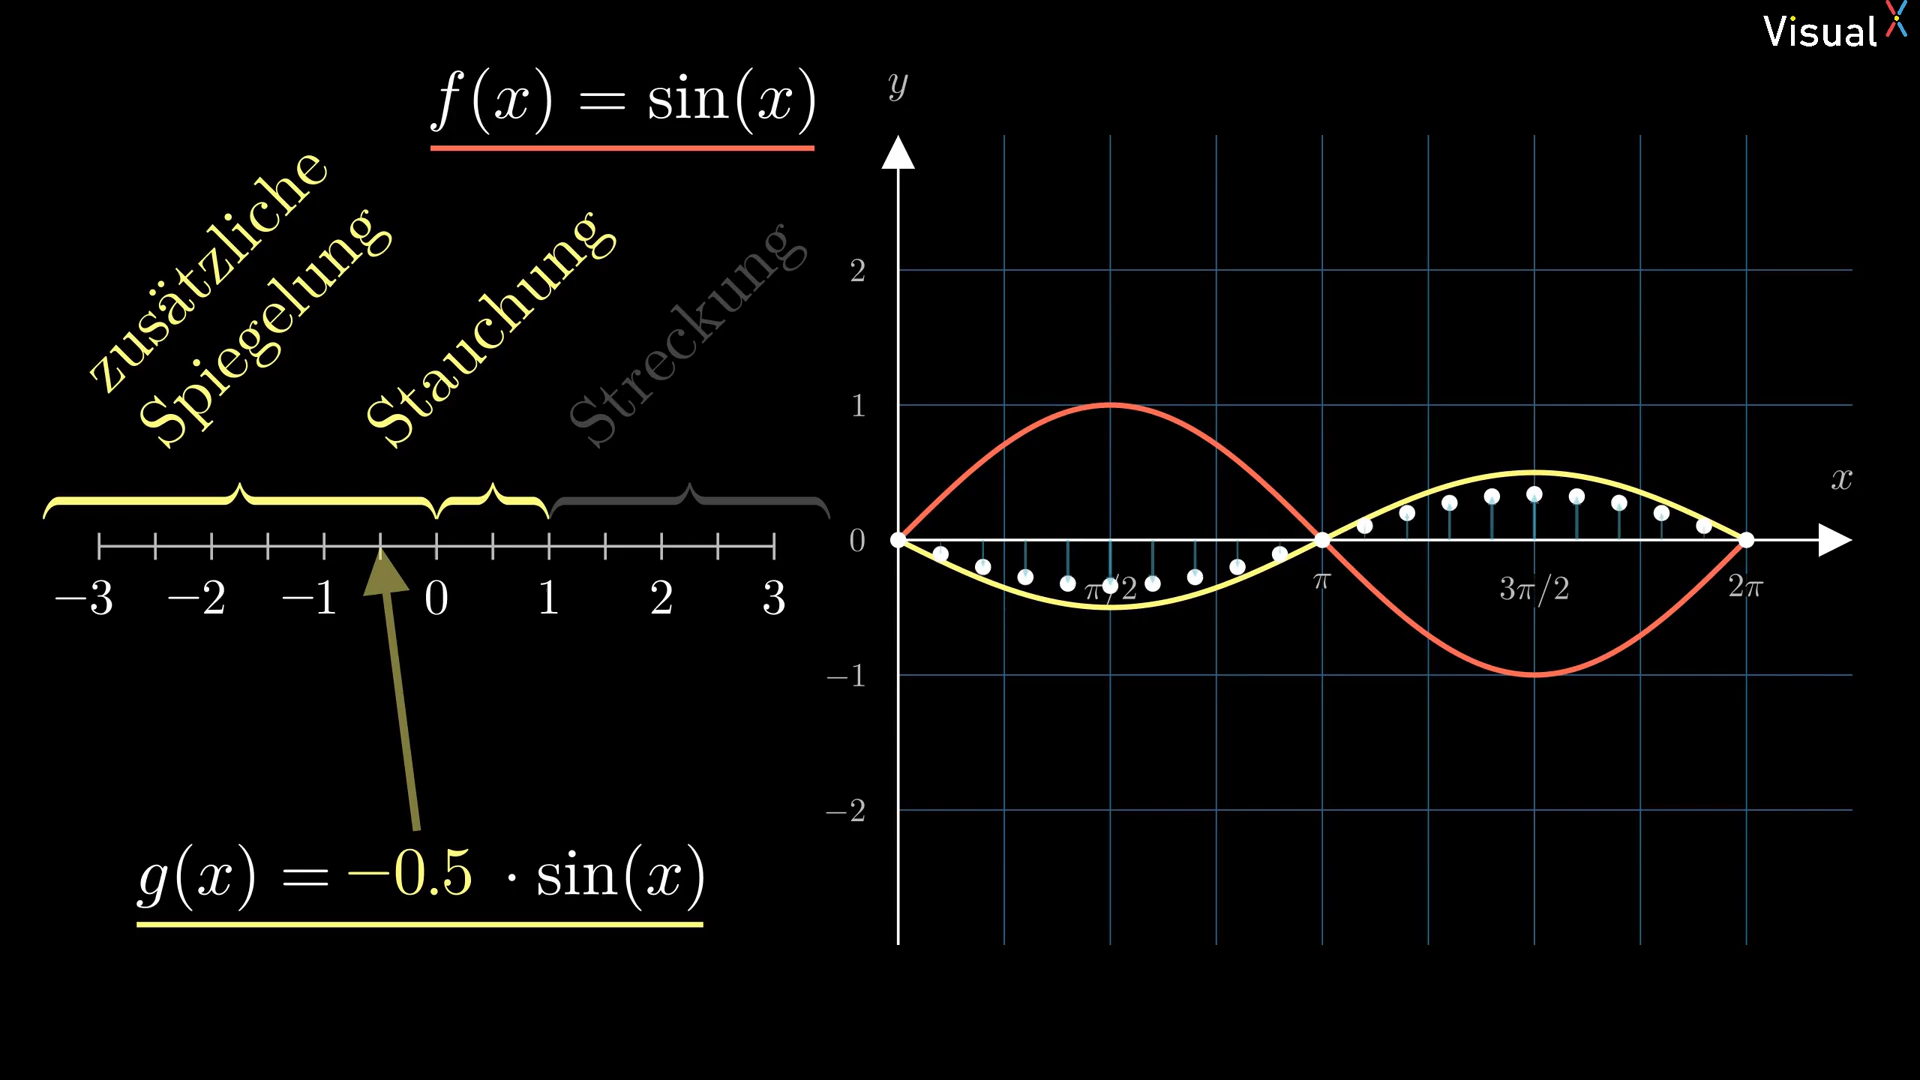 Visual X
f(x) = sin(x)
zusätzliche
Spiegelung
Stauchung
Streckung
−3 −2 −1 0 1 2 3
g(x) = −0.5 · sin(x)
y
2
1
0
−1
−2
x
π/2 π 3π/2 2π